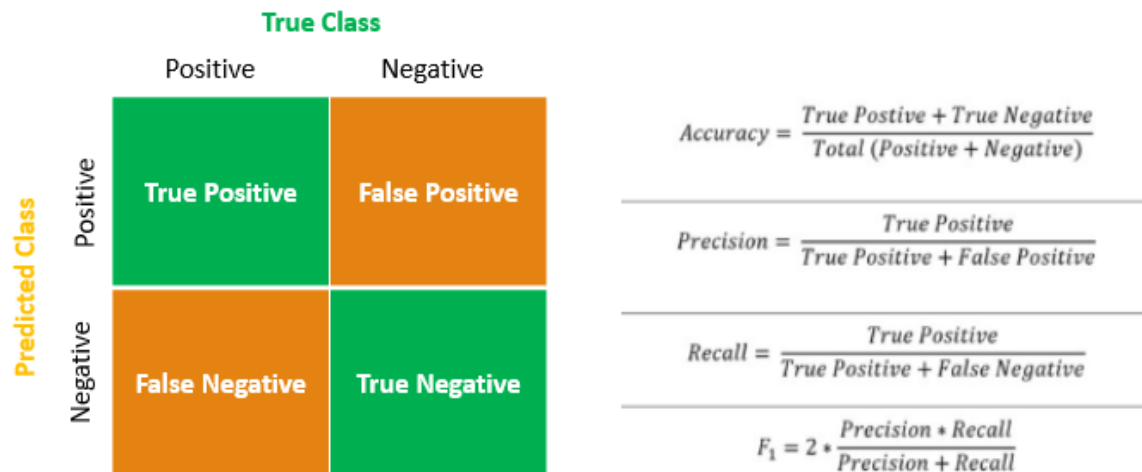 True Class
Positive Negative
Predicted Class
Positive
True Positive False Positive
Negative
False Negative True Negative
Accuracy = True Postive + True Negative / Total (Positive + Negative)
Precision = True Positive / True Positive + False Positive
Recall = True Positive / True Positive + False Negative
F₁ = 2 * Precision * Recall / Precision + Recall